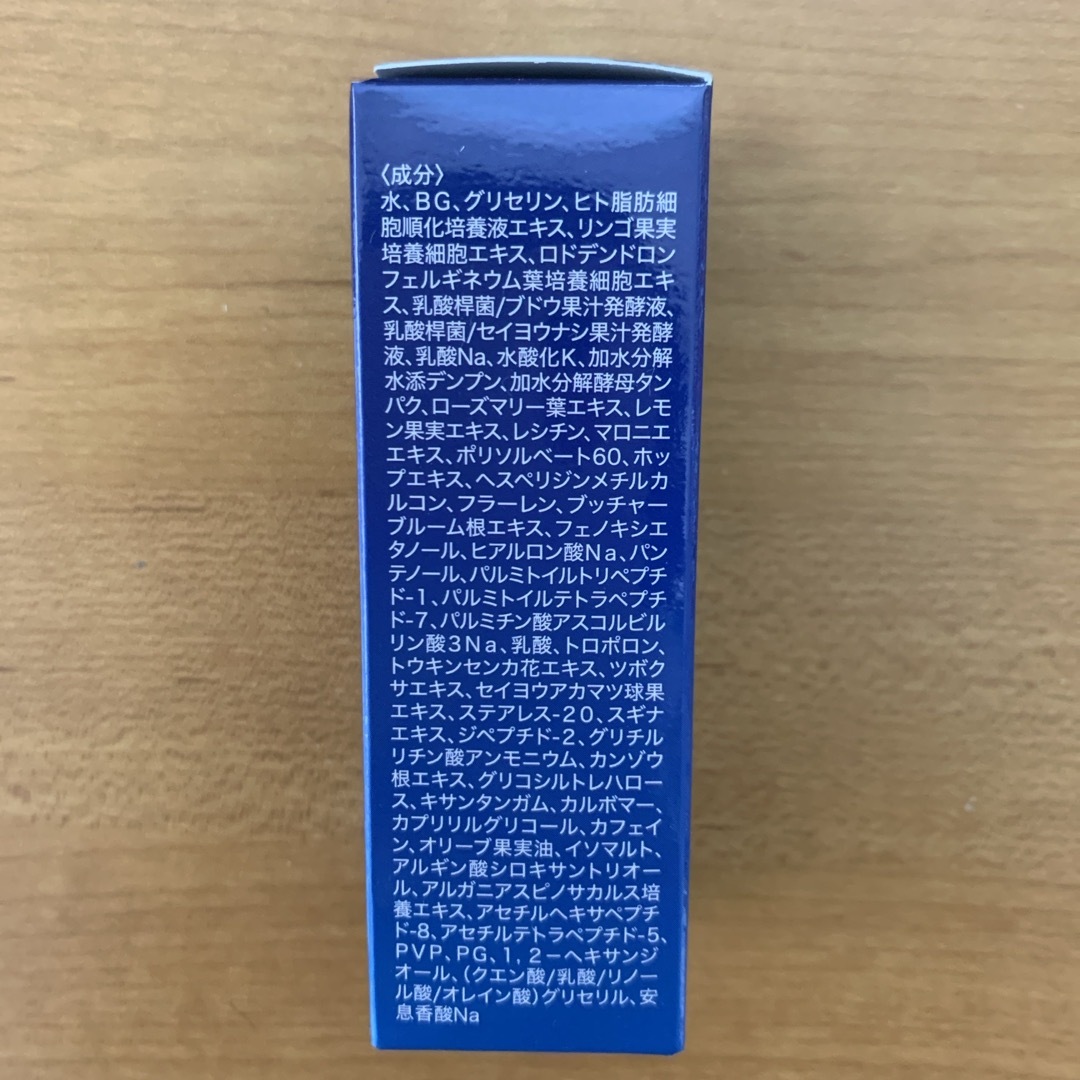 〈成分〉
水、BG、グリセリン、ヒト脂肪細
胞順化培養液エキス、リンゴ果実
培養細胞エキス、ロドデンドロン
フェルギネウム葉培養細胞エキ
ス、乳酸桿菌/ブドウ果汁発酵液、
乳酸桿菌/セイヨウナシ果汁発酵
液、乳酸Na、水酸化K、加水分解
水添デンプン、加水分解酵母タン
パク、ローズマリー葉エキス、レモ
ン果実エキス、レシチン、マロニエ
エキス、ポリソルベート60、ホッ
プエキス、ヘスペリジンメチルカ
ルコン、フラーレン、ブッチャー
ブルーム根エキス、フェノキシエ
タノール、ヒアルロン酸Na、パン
テノール、パルミトイルトリペプチ
ド-1、パルミトイルテトラペプチ
ド-7、パルミチン酸アスコルビル
リン酸3Na、乳酸、トロポロン、
トウキンセンカ花エキス、ツボク
サエキス、セイヨウアカマツ球果
エキス、ステアレス-20、スギナ
エキス、ジペプチド-2、グリチル
リチン酸アンモニウム、カンゾウ
根エキス、グリコシルトレハロー
ス、キサンタンガム、カルボマー、
カプリリルグリコール、カフェイ
ン、オリーブ果実油、イソマルト、
アルギン酸シロキサントリオー
ル、アルガニアスピノサカルス培
養エキス、アセチルヘキサペプチ
ド-8、アセチルテトラペプチド-5、
PVP、PG、1,2－ヘキサンジ
オール、(クエン酸/乳酸/リノー
ル酸/オレイン酸)グリセリル、安
息香酸Na